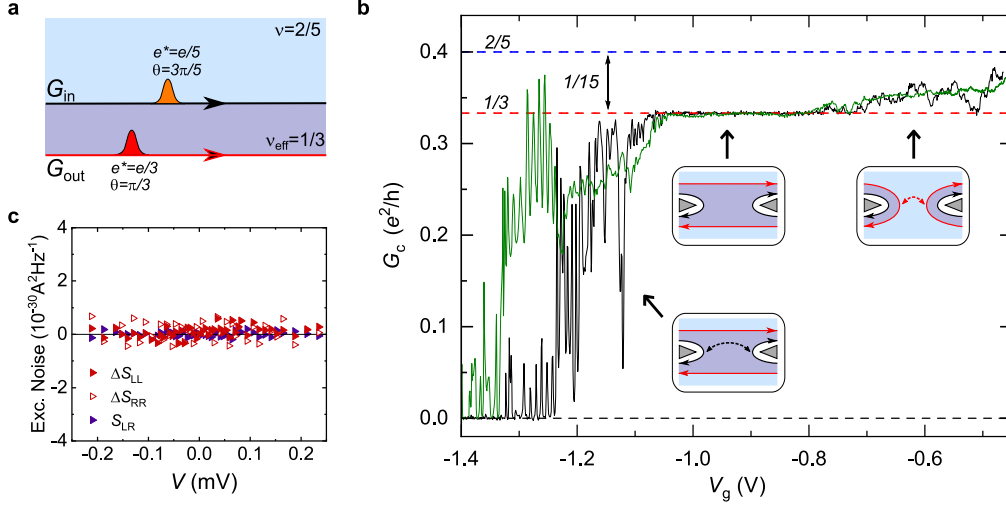 a
ν=2/5
e*=e/5
θ=3π/5
G_in
ν_eff=1/3
G_out
e*=e/3
θ=π/3
b
0.4
2/5
1/15
1/3
0.3
0.2
0.1
0.0
G_c (e²/h)
-1.4
-1.2
-1.0
-0.8
-0.6
V_g (V)
c
4
2
0
-2
-4
Exc. Noise (10⁻³⁰A²Hz⁻¹)
ΔS_LL
ΔS_RR
S_LR
-0.2
-0.1
0.0
0.1
0.2
V (mV)